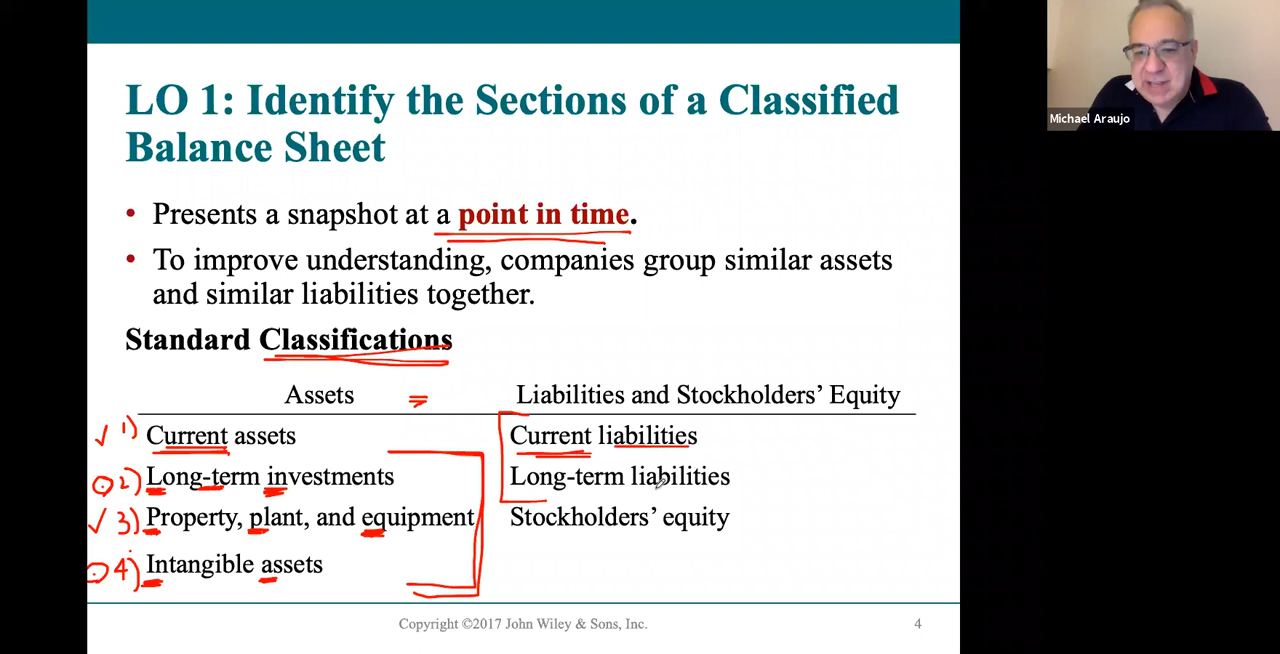 LO 1: Identify the Sections of a Classified
Balance Sheet
• Presents a snapshot at a point in time.
• To improve understanding, companies group similar assets
and similar liabilities together.
Standard Classifications
Assets = Liabilities and Stockholders' Equity
✓ 1) Current assets Current liabilities
2) Long-term investments Long-term liabilities
✓ 3) Property, plant, and equipment Stockholders' equity
4) Intangible assets
Copyright ©2017 John Wiley & Sons, Inc. 4
Michael Araujo